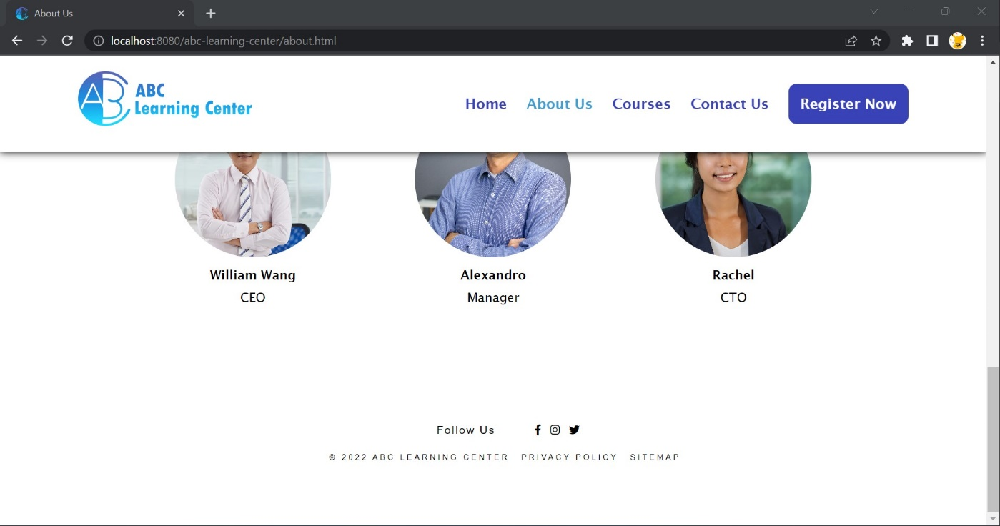 About Us
localhost:8080/abc-learning-center/about.html
AB
ABC
Learning Center
Home About Us Courses Contact Us Register Now
William Wang Alexandro Rachel
CEO Manager CTO
Follow Us
© 2022 ABC LEARNING CENTER PRIVACY POLICY SITEMAP